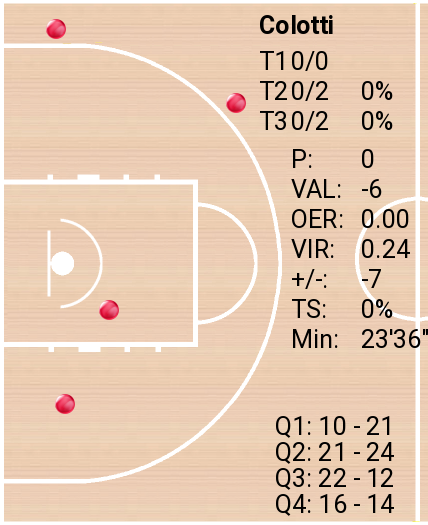 Colotti
T1 0/0
T2 0/2 0%
T3 0/2 0%
P: 0
VAL: -6
OER: 0.00
VIR: 0.24
+/-: -7
TS: 0%
Min: 23'36"
Q1: 10 - 21
Q2: 21 - 24
Q3: 22 - 12
Q4: 16 - 14